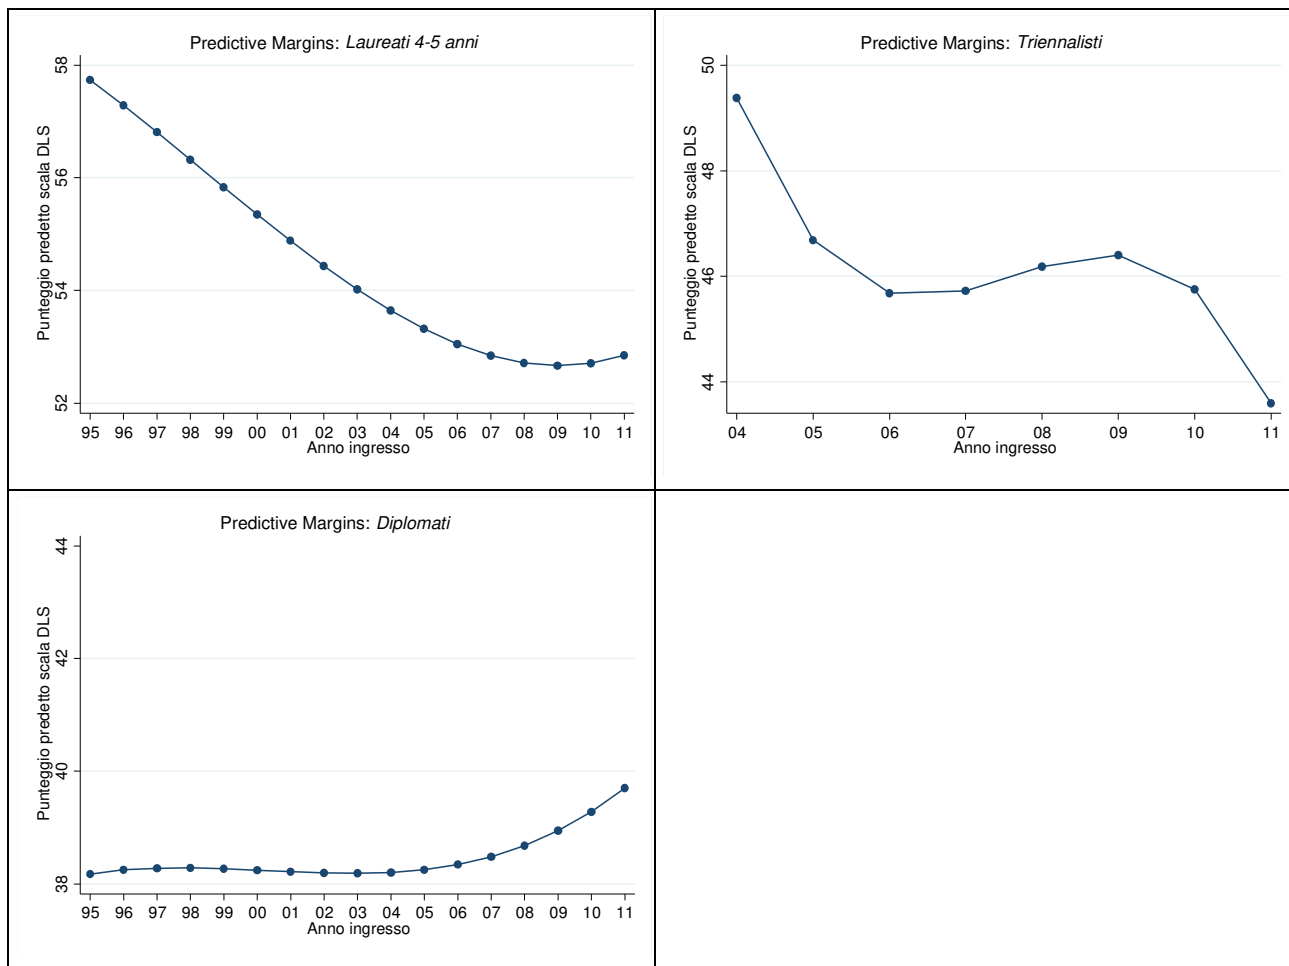 Predictive Margins: Laureati 4-5 anni
Punteggio predetto scala DLS
58
56
54
52
95 96 97 98 99 00 01 02 03 04 05 06 07 08 09 10 11
Anno ingresso
Predictive Margins: Triennalisti
Punteggio predetto scala DLS
50
48
46
44
04 05 06 07 08 09 10 11
Anno ingresso
Predictive Margins: Diplomati
Punteggio predetto scala DLS
44
42
40
38
95 96 97 98 99 00 01 02 03 04 05 06 07 08 09 10 11
Anno ingresso